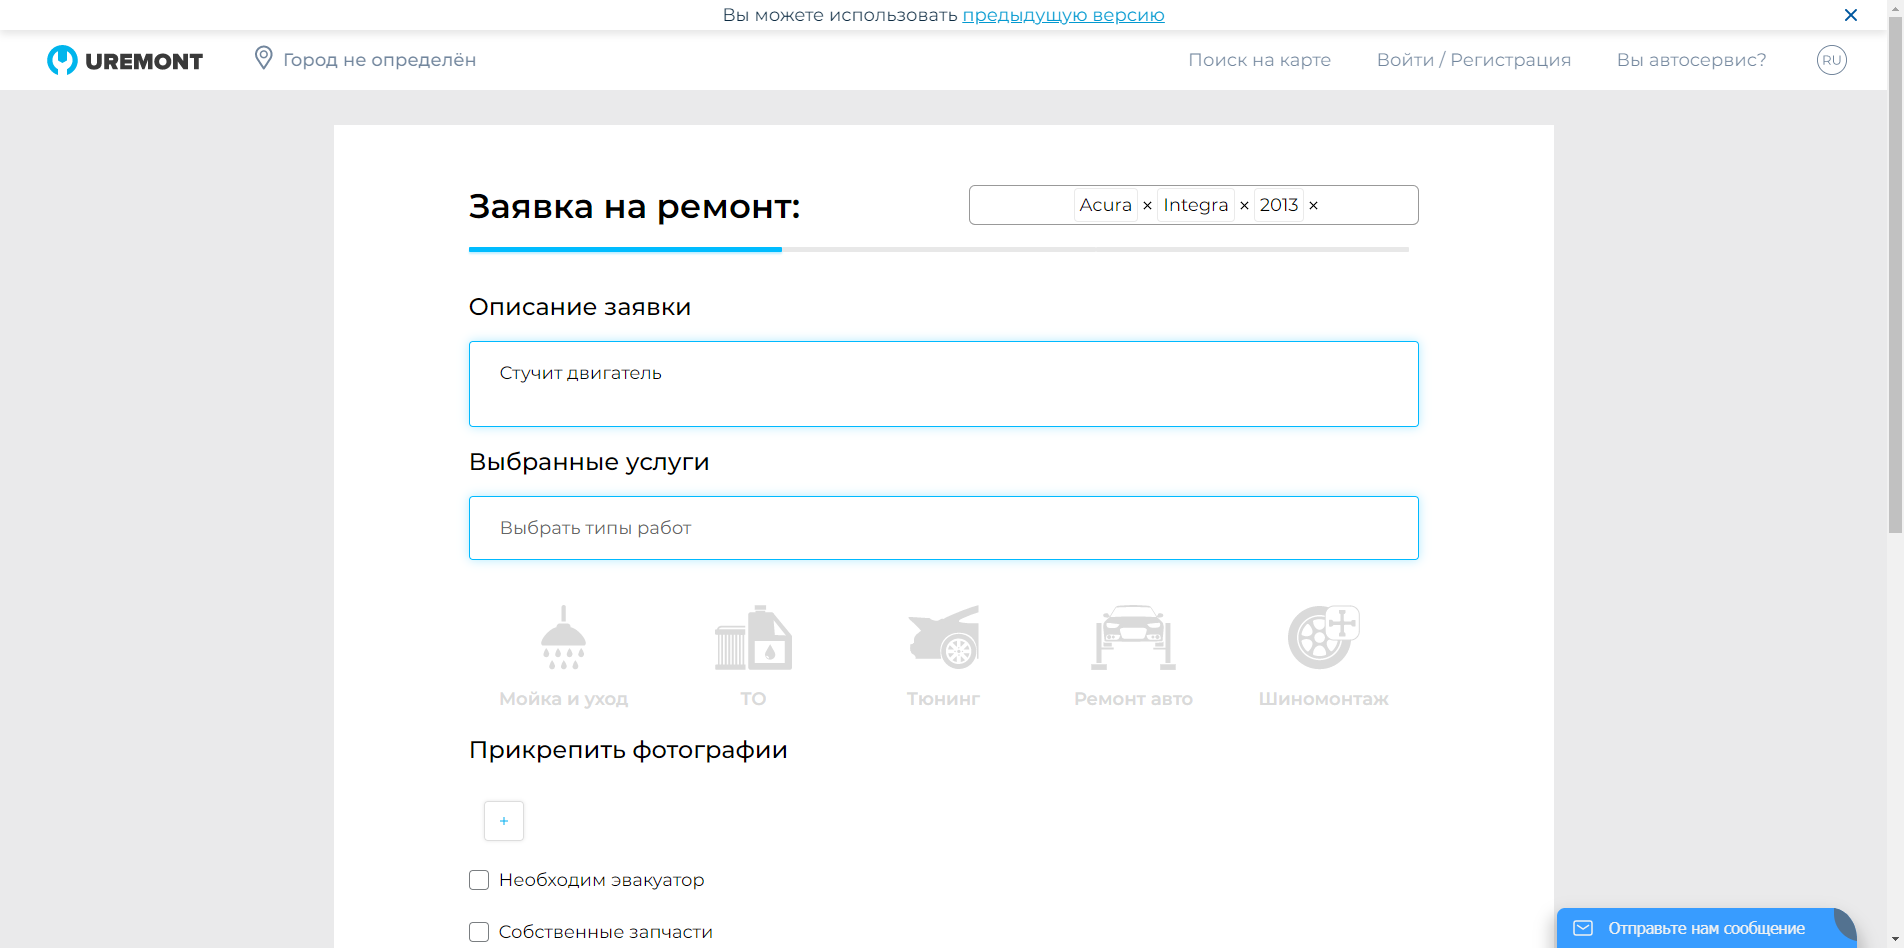 Вы можете использовать предыдущую версию
UREMONT
Город не определён
Поиск на карте
Войти / Регистрация
Вы автосервис?
RU
Заявка на ремонт:
Acura × Integra × 2013 ×
Описание заявки
Стучит двигатель
Выбранные услуги
Выбрать типы работ
Мойка и уход
ТО
Тюнинг
Ремонт авто
Шиномонтаж
Прикрепить фотографии
+
Необходим эвакуатор
Собственные запчасти
Отправьте нам сообщение